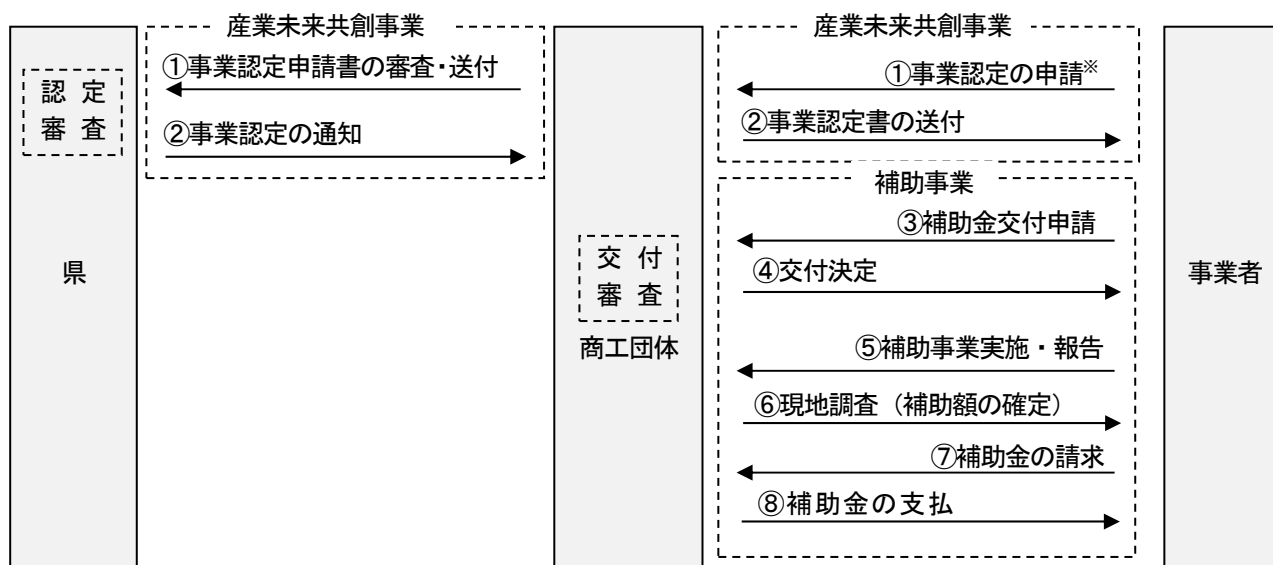 産業未来共創事業
①事業認定申請書の審査・送付
②事業認定の通知
認 定
審 査
県
産業未来共創事業
①事業認定の申請※
②事業認定書の送付
補助事業
③補助金交付申請
④交付決定
⑤補助事業実施・報告
⑥現地調査（補助額の確定）
⑦補助金の請求
⑧補助金の支払
交 付
審 査
商工団体
事業者